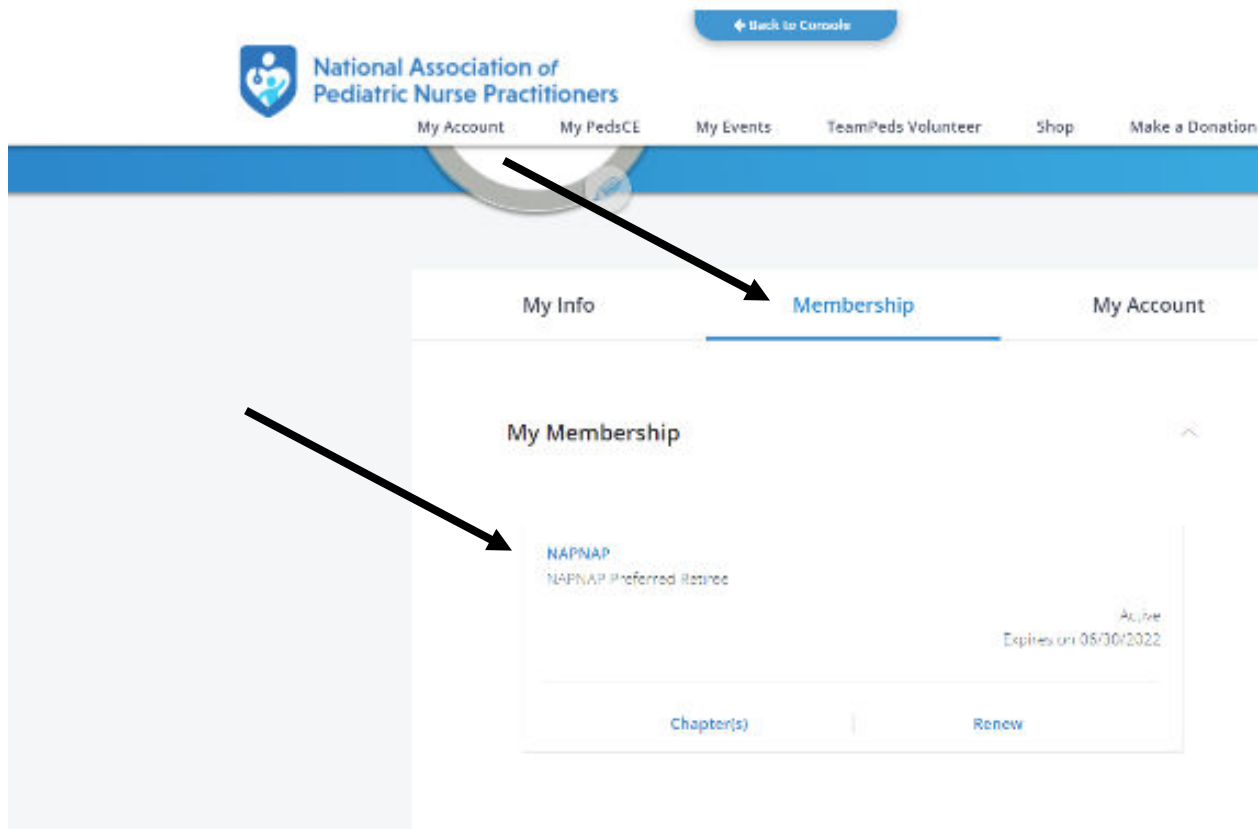 Back to Console
National Association of
Pediatric Nurse Practitioners
My Account My PedsCE My Events TeamPeds Volunteer Shop Make a Donation
My Info Membership My Account
My Membership
NAPNAP
NAPNAP Preferred Retiree
Active
Expires on 06/30/2022
Chapter(s) Renew